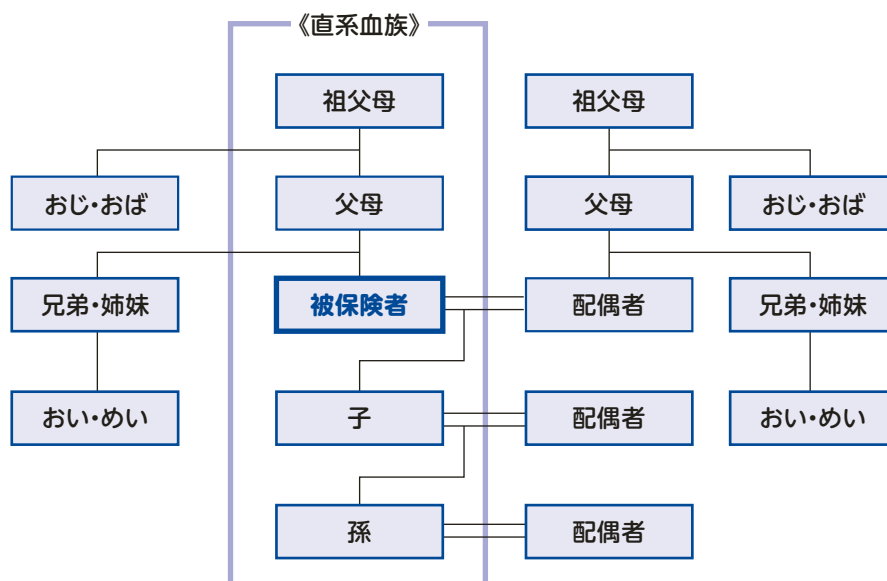 《直系血族》
祖父母
祖父母
おじ・おば
父母
父母
おじ・おば
兄弟・姉妹
被保険者
配偶者
兄弟・姉妹
おい・めい
子
配偶者
おい・めい
孫
配偶者